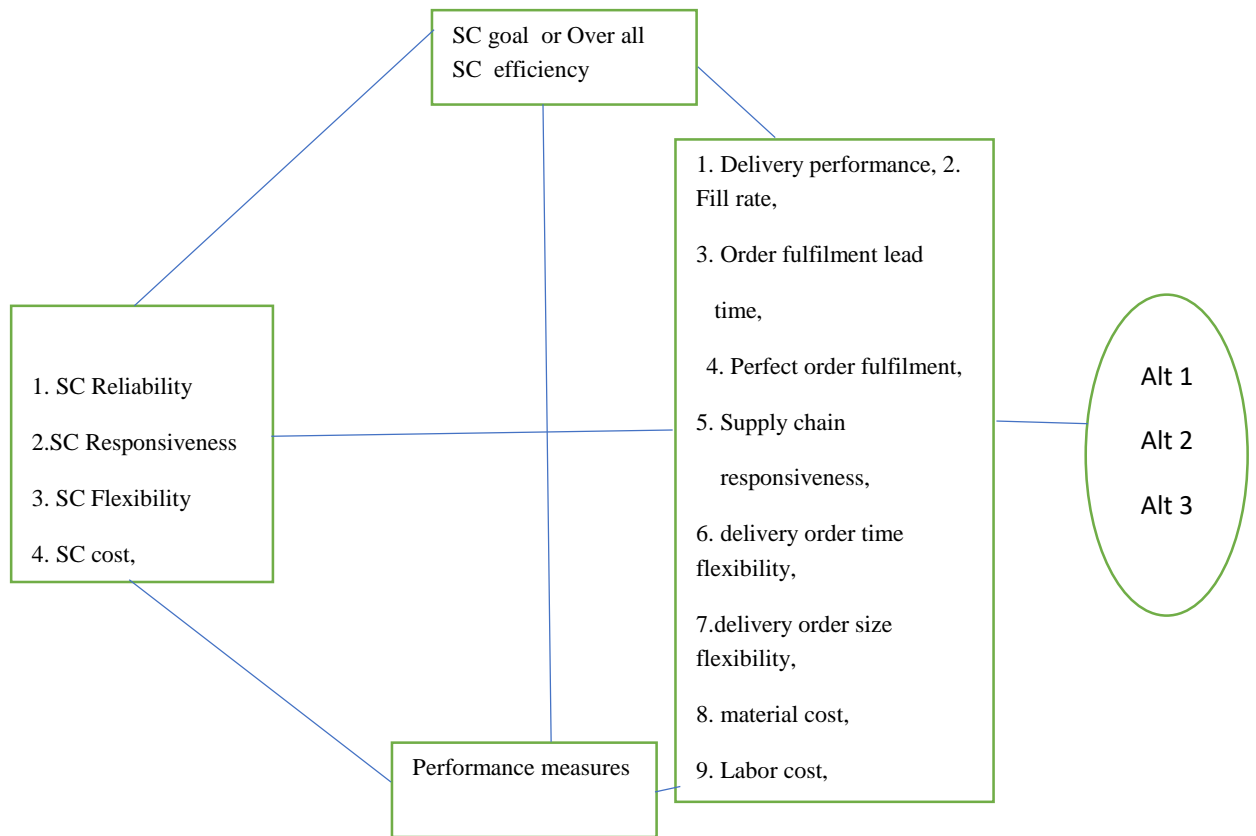 SC goal or Over all
SC efficiency
1. SC Reliability
2.SC Responsiveness
3. SC Flexibility
4. SC cost,
1. Delivery performance, 2.
Fill rate,
3. Order fulfilment lead
time,
4. Perfect order fulfilment,
5. Supply chain
responsiveness,
6. delivery order time
flexibility,
7.delivery order size
flexibility,
8. material cost,
9. Labor cost,
Alt 1
Alt 2
Alt 3
Performance measures